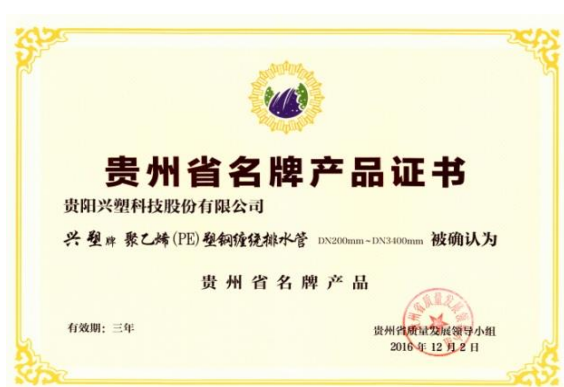 贵州省名牌产品证书
贵阳兴塑科技股份有限公司
兴塑牌 聚乙烯(PE)塑钢缠绕排水管 DN200mm~DN3400mm 被确认为
贵州省名牌产品
有效期：三年
贵州省质量发展领导小组
2016年12月2日